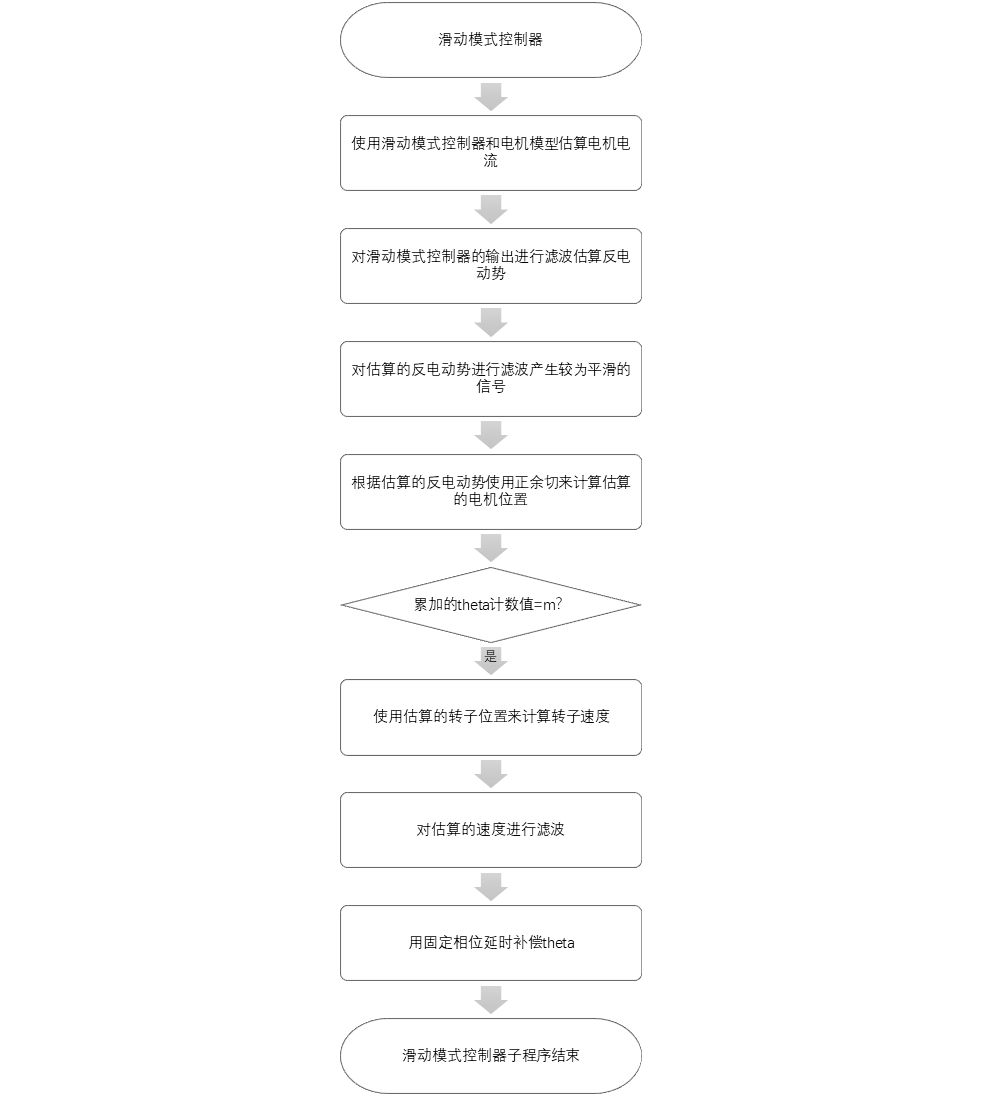 滑动模式控制器
使用滑动模式控制器和电机模型估算电机电
流
对滑动模式控制器的输出进行滤波估算反电
动势
对估算的反电动势进行滤波产生较为平滑的
信号
根据估算的反电动势使用正余切来计算估算
的电机位置
累加的theta计数值=m?
是
使用估算的转子位置来计算转子速度
对估算的速度进行滤波
用固定相位延时补偿theta
滑动模式控制器子程序结束